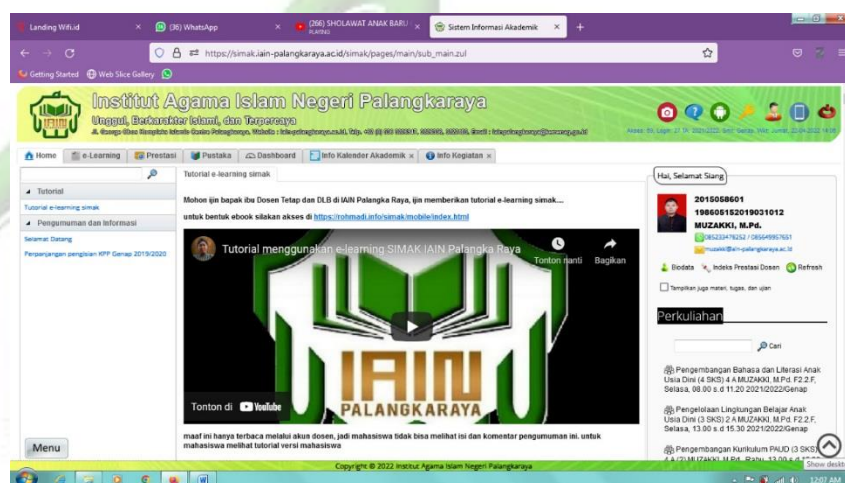 Landing Wifi.id
(36) WhatsApp
(266) SHOLAWAT ANAK BARU
PLAYING
Sistem Informasi Akademik
https://simak.iain-palangkaraya.ac.id/simak/pages/main/sub_main.zul
Getting Started
Web Slice Gallery
Institut Agama Islam Negeri Palangkaraya
Unggul, Berkarakter Islami, dan Terpercaya
Home
e-Learning
Prestasi
Pustaka
Dashboard
Info Kalender Akademik
Info Kegiatan
Tutorial
Tutorial e-learning simak
Pengumuman dan Informasi
Selamat Datang
Perpanjangan pengisian KPP Genap 2019/2020
Tutorial e-learning simak
Mohon ijin bapak ibu Dosen Tetap dan DLB di IAIN Palangka Raya, ijin memberikan tutorial e-learning simak....
untuk bentuk ebook silakan akses di https://rohmadi.info/simak/mobile/index.html
Tutorial menggunakan e-learning SIMAK IAIN Palangka Raya
Tonton nanti
Bagikan
IAIN
PALANGKARAYA
Tonton di YouTube
maaf ini hanya terbaca melalui akun dosen, jadi mahasiswa tidak bisa melihat isi dan komentar pengumuman ini. untuk
mahasiswa melihat tutorial versi mahasiswa
Hai, Selamat Siang
2015058601
198605152019031012
MUZAKKI, M.Pd.
085233478252 / 085649957651
muzakki@iain-palangkaraya.ac.id
Biodata
Indeks Prestasi Dosen
Refresh
Tampilkan juga materi, tugas, dan ujian
Perkuliahan
Cari
Pengembangan Bahasa dan Literasi Anak
Usia Dini (4 SKS) 4 A MUZAKKI, M.Pd. F2.2.F,
Selasa, 08.00 s.d 11.20 2021/2022/Genap
Pengelolaan Lingkungan Belajar Anak
Usia Dini (3 SKS) 2 A MUZAKKI, M.Pd. F2.2.F,
Selasa, 13.00 s.d 15.30 2021/2022/Genap
Pengembangan Kurikulum PAUD (3 SKS)
Menu
Copyright © 2022 Institut Agama Islam Negeri Palangkaraya
Show deskt
12:07 AM